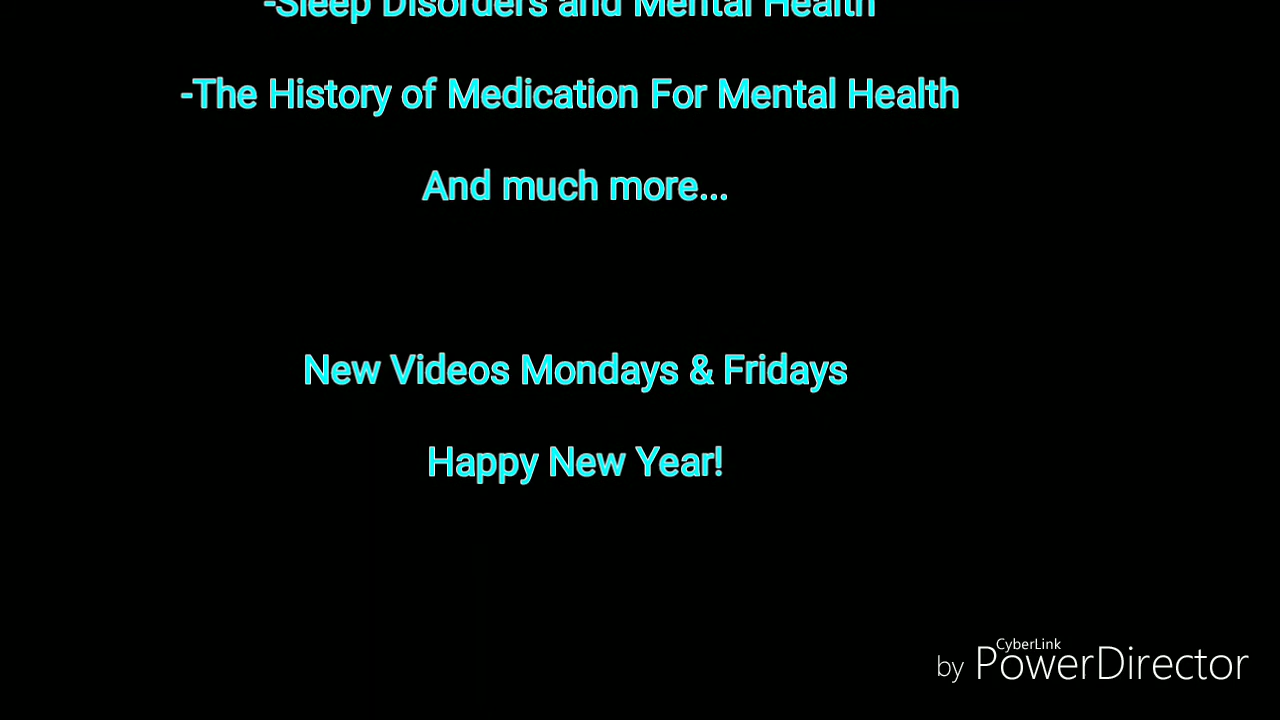 -Sleep Disorders and Mental Health
-The History of Medication For Mental Health
And much more...
New Videos Mondays & Fridays
Happy New Year!
CyberLink
by PowerDirector